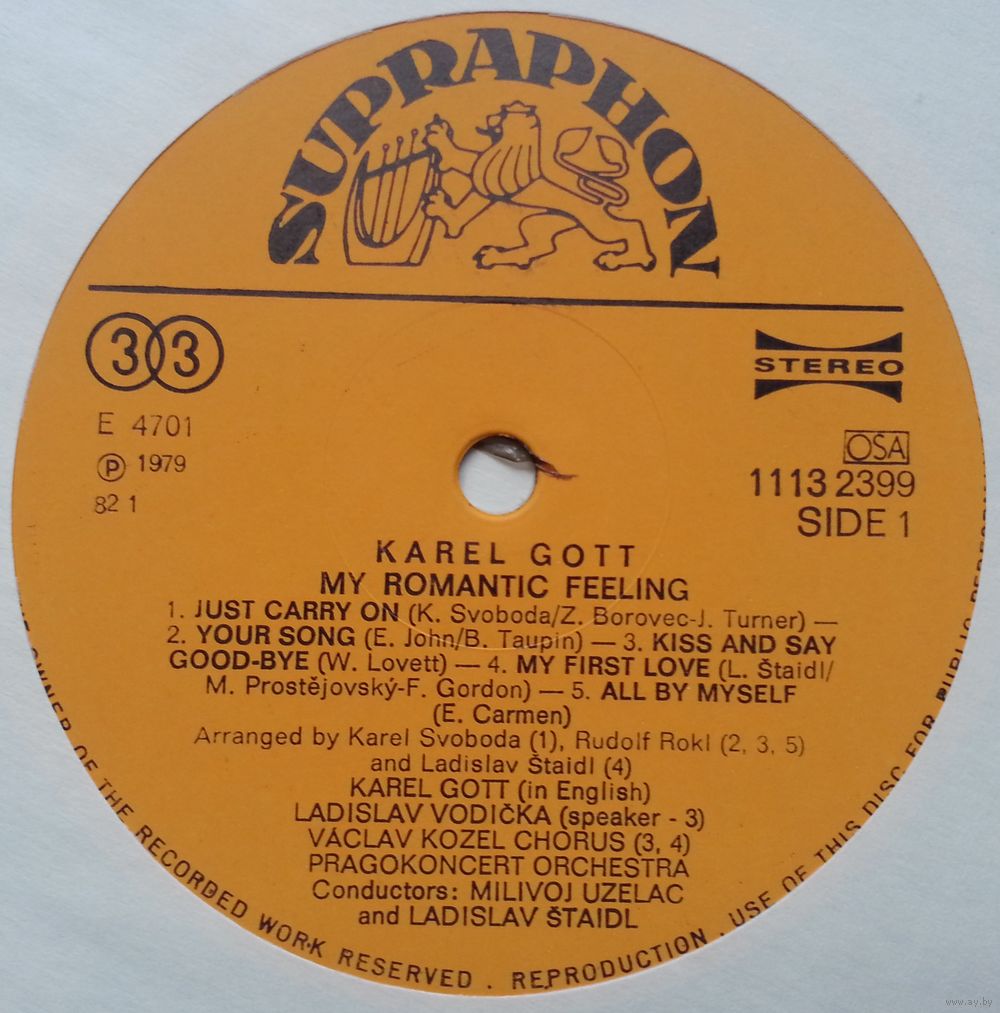 SUPRAPHON
33
STEREO
E 4701
Ⓟ 1979
82 1
OSA
1113 2399
SIDE 1
KAREL GOTT
MY ROMANTIC FEELING
1. JUST CARRY ON (K. Svoboda/Z. Borovec-J. Turner) —
2. YOUR SONG (E. John/B. Taupin) — 3. KISS AND SAY
GOOD-BYE (W. Lovett) — 4. MY FIRST LOVE (L. Štaidl/
M. Prostějovský-F. Gordon) — 5. ALL BY MYSELF
(E. Carmen)
Arranged by Karel Svoboda (1), Rudolf Rokl (2, 3, 5)
and Ladislav Štaidl (4)
KAREL GOTT (in English)
LADISLAV VODIČKA (speaker - 3)
VÁCLAV KOZEL CHORUS (3, 4)
PRAGOKONCERT ORCHESTRA
Conductors: MILIVOJ UZELAC
and LADISLAV ŠTAIDL
OWNER OF THE RECORDED WORK RESERVED . REPRODUCTION . USE OF THIS DISC FOR PUBLIC
www.ay.by